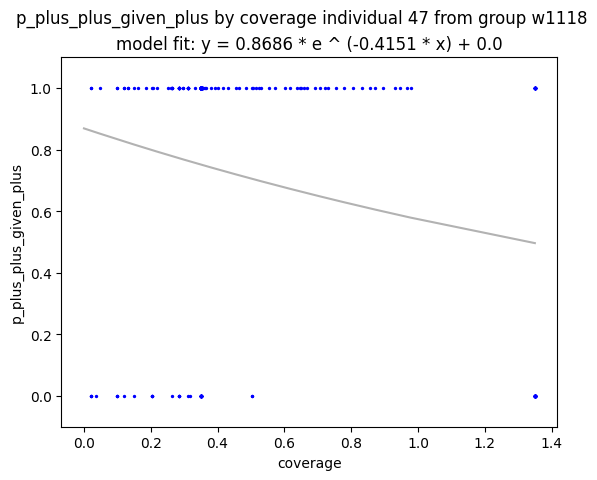 p_plus_plus_given_plus by coverage individual 47 from group w1118
model fit: y = 0.8686 * e ^ (-0.4151 * x) + 0.0
p_plus_plus_given_plus
1.0
0.8
0.6
0.4
0.2
0.0
0.0 0.2 0.4 0.6 0.8 1.0 1.2 1.4
coverage